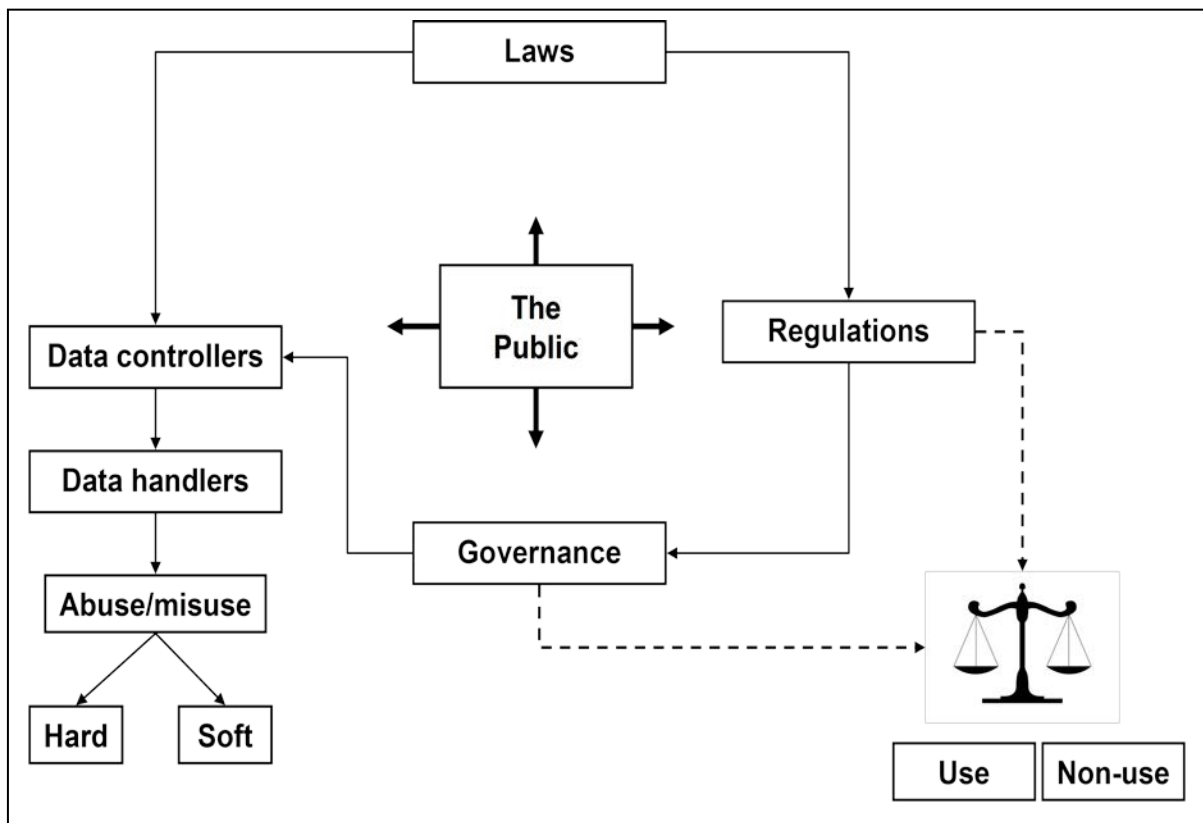 Laws
The
Public
Regulations
Data controllers
Data handlers
Governance
Abuse/misuse
Hard
Soft
Use
Non-use